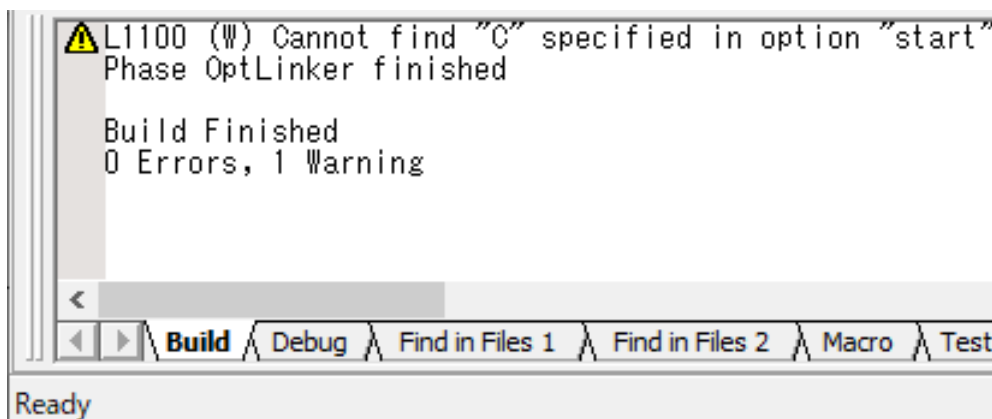 L1100 (W) Cannot find "C" specified in option "start"
Phase OptLinker finished
Build Finished
0 Errors, 1 Warning
Build Debug Find in Files 1 Find in Files 2 Macro Test
Ready